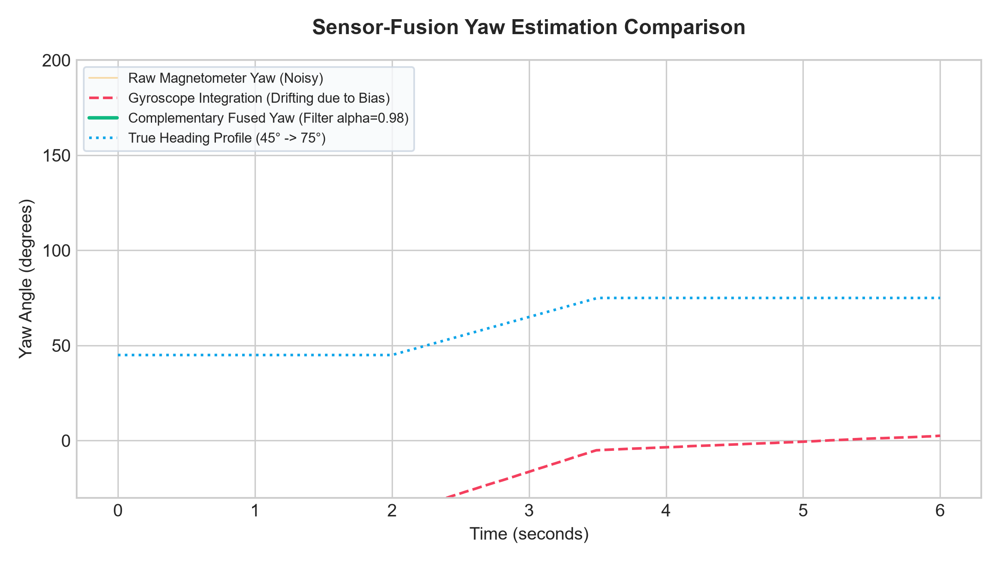 Sensor-Fusion Yaw Estimation Comparison
200
150
100
50
0
Yaw Angle (degrees)
Raw Magnetometer Yaw (Noisy)
Gyroscope Integration (Drifting due to Bias)
Complementary Fused Yaw (Filter alpha=0.98)
True Heading Profile (45° -> 75°)
0 1 2 3 4 5 6
Time (seconds)